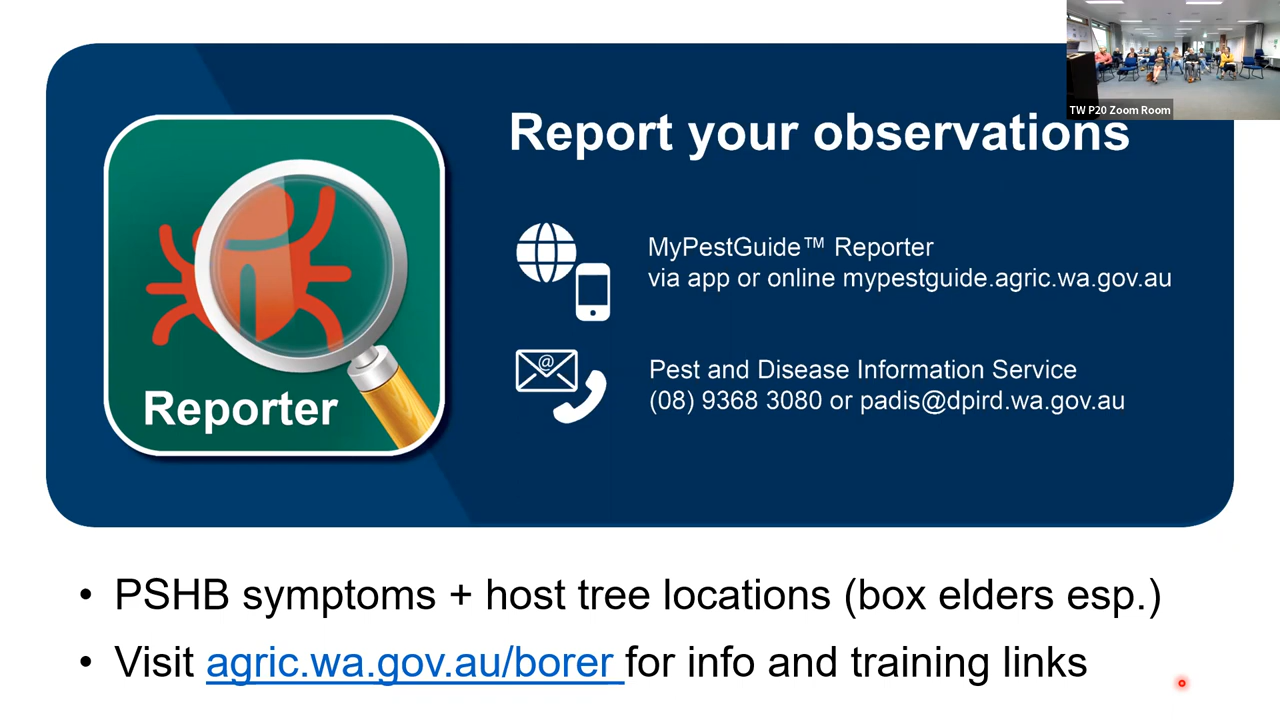 TW P20 Zoom Room
Report your observations
MyPestGuide™ Reporter
via app or online mypestguide.agric.wa.gov.au
@
Pest and Disease Information Service
(08) 9368 3080 or padis@dpird.wa.gov.au
Reporter
• PSHB symptoms + host tree locations (box elders esp.)
• Visit agric.wa.gov.au/borer for info and training links